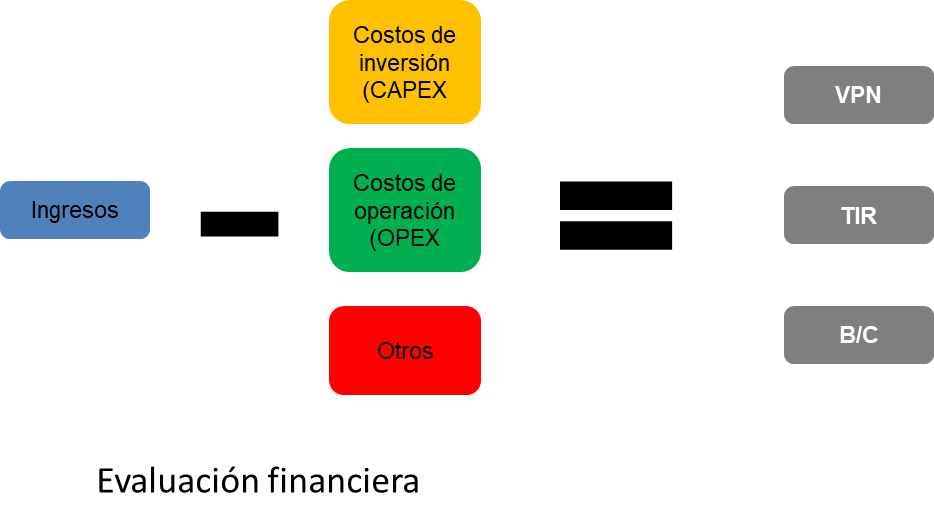 Ingresos
Costos de
inversión
(CAPEX
Costos de
operación
(OPEX
Otros
VPN
TIR
B/C
Evaluación financiera